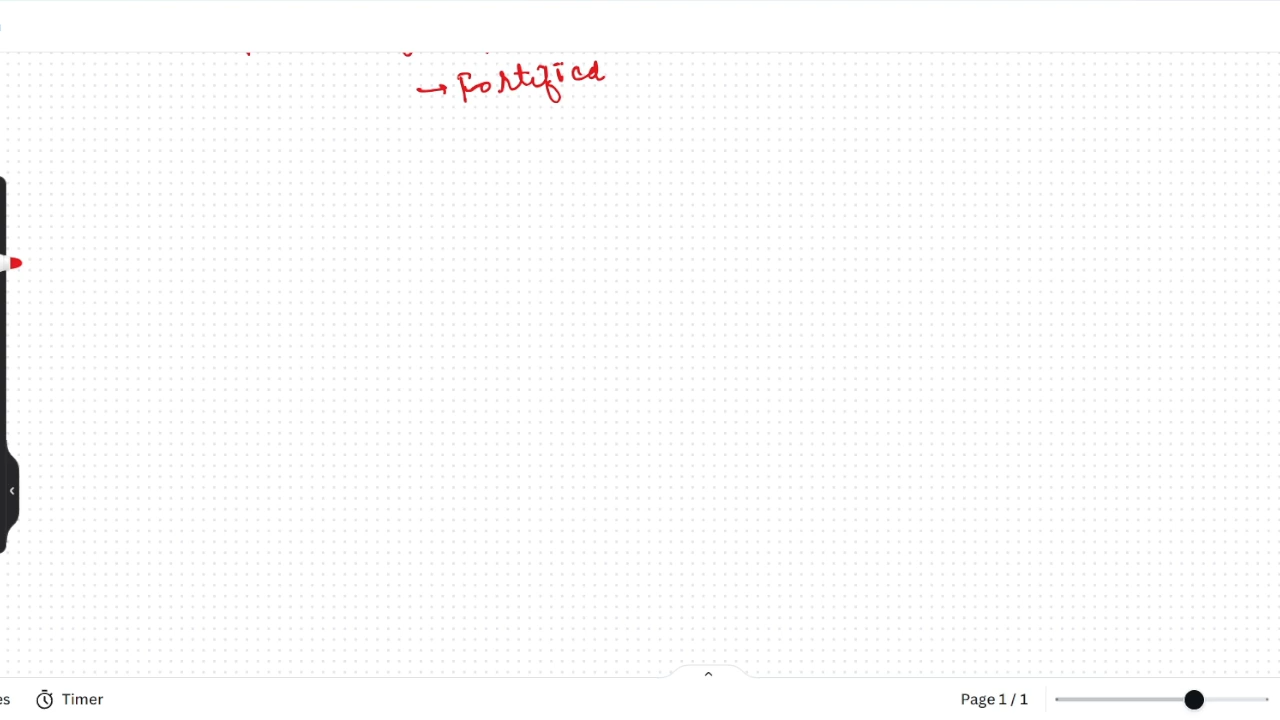 → Fortified
Timer
Page 1 / 1